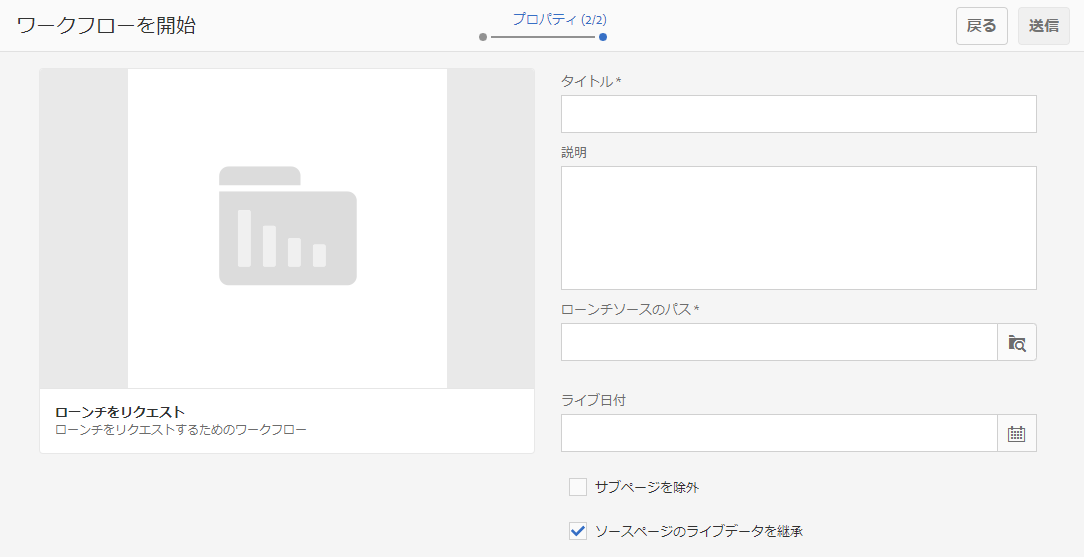 ワークフローを開始
プロパティ (2/2)
戻る
送信
ローンチをリクエスト
ローンチをリクエストするためのワークフロー
タイトル *
説明
ローンチソースのパス *
ライブ日付
サブページを除外
ソースページのライブデータを継承